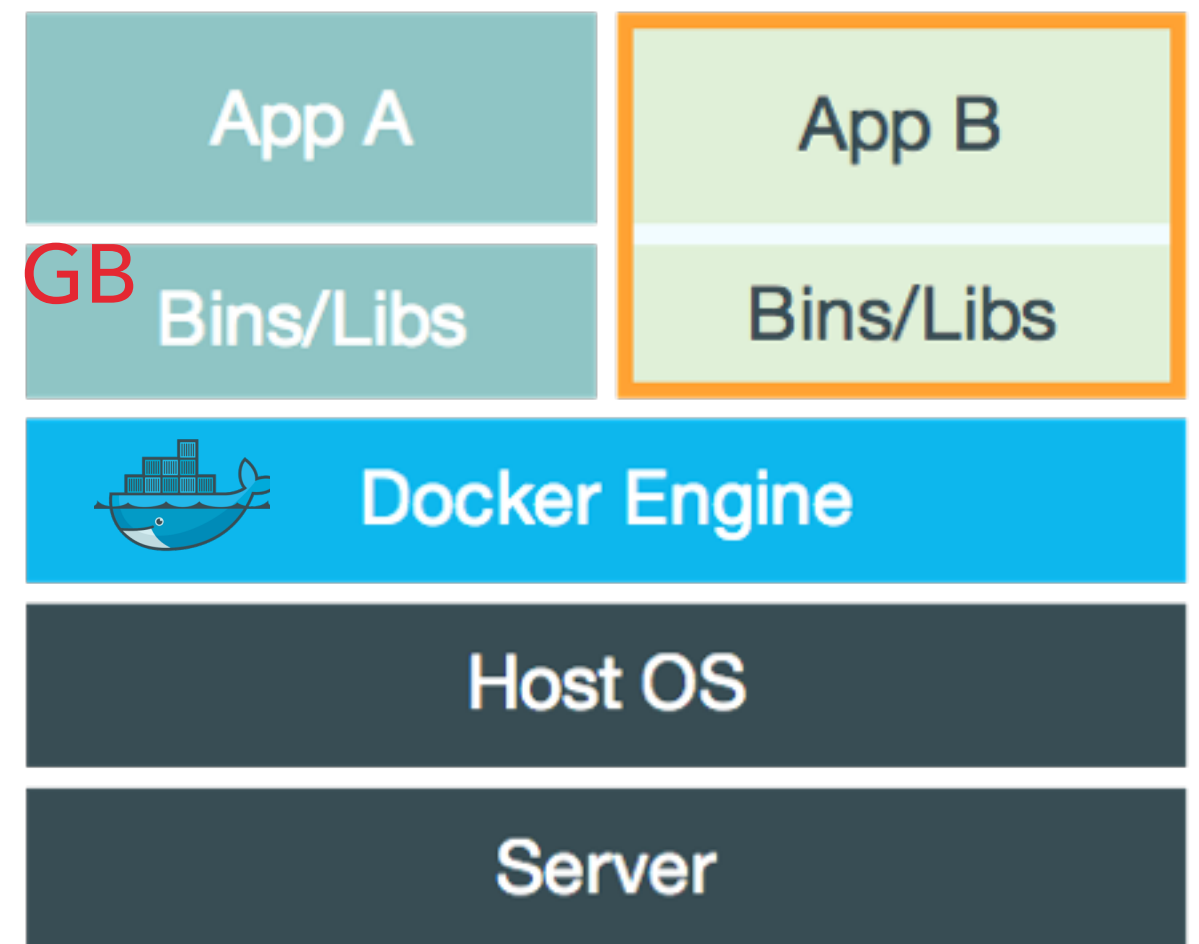 App A
App B
GB
Bins/Libs
Bins/Libs
Docker Engine
Host OS
Server